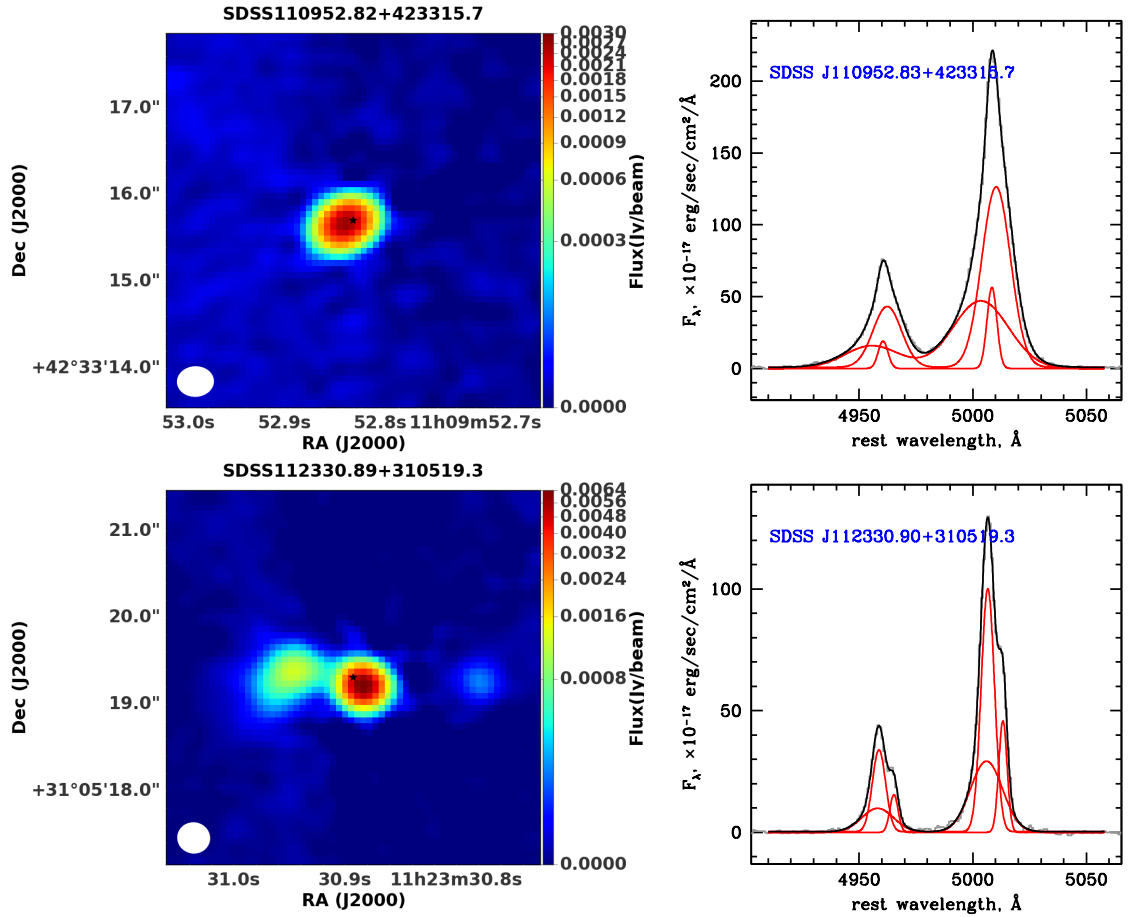 SDSS110952.82+423315.7
Dec (J2000)
17.0"
16.0"
15.0"
+42°33'14.0"
53.0s
52.9s
52.8s
11h09m52.7s
RA (J2000)
0.0030
0.0027
0.0024
0.0021
0.0018
0.0015
0.0012
0.0009
0.0006
0.0003
0.0000
Flux(Jy/beam)
SDSS J110952.83+423315.7
F_λ, ×10⁻¹⁷ erg/sec/cm²/Å
200
150
100
50
0
4950
5000
5050
rest wavelength, Å
SDSS112330.89+310519.3
Dec (J2000)
21.0"
20.0"
19.0"
+31°05'18.0"
31.0s
30.9s
11h23m30.8s
RA (J2000)
0.0064
0.0056
0.0048
0.0040
0.0032
0.0024
0.0016
0.0008
0.0000
Flux(Jy/beam)
SDSS J112330.90+310519.3
F_λ, ×10⁻¹⁷ erg/sec/cm²/Å
100
50
0
4950
5000
5050
rest wavelength, Å